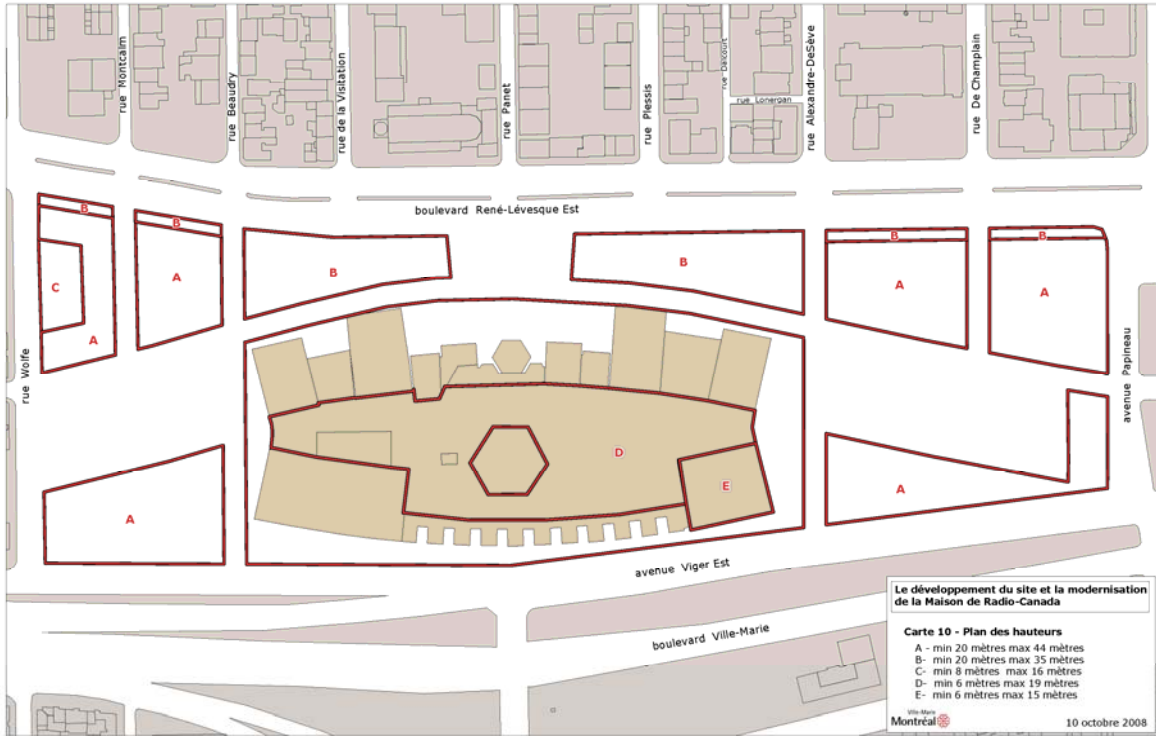 rue Montcalm
rue Beaudry
rue de la Visitation
rue Panet
rue Plessis
rue Dalcourt
rue Lonergan
rue Alexandre-DeSève
rue De Champlain
boulevard René-Lévesque Est
B
B
B
B
B
B
C
A
A
A
A
rue Wolfe
avenue Papineau
D
E
A
A
avenue Viger Est
boulevard Ville-Marie
Le développement du site et la modernisation
de la Maison de Radio-Canada
Carte 10 - Plan des hauteurs
A - min 20 mètres max 44 mètres
B- min 20 mètres max 35 mètres
C- min 8 mètres max 16 mètres
D- min 6 mètres max 19 mètres
E- min 6 mètres max 15 mètres
Ville-Marie
Montréal
10 octobre 2008